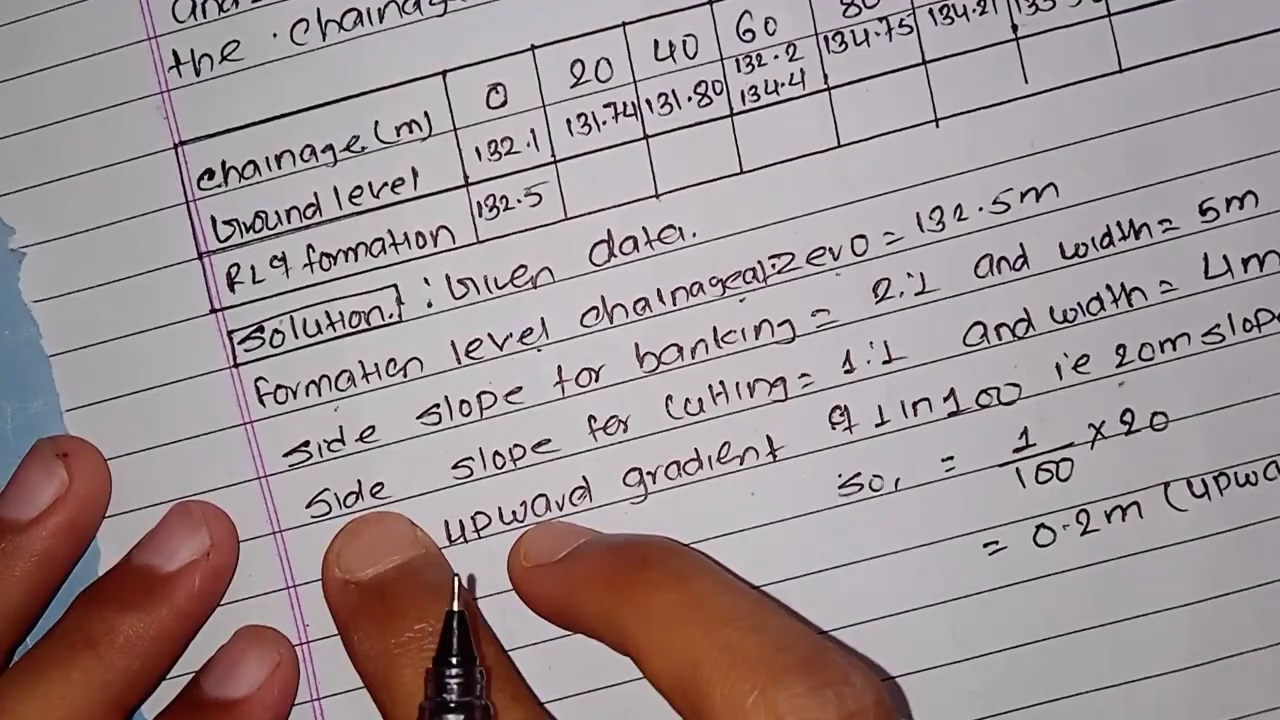 the chainag
chainage(m) 0 20 40 60 80
Ground level 132.1 131.74 131.80 132.2 134.4 134.75 134.21
RL of formation 132.5
Solution: Given data.
formation level chainage at zero = 132.5m
side slope for banking = 2:1 and width = 5m
side slope for cutting = 1:1 and width = 4m
upward gradient of 1 in 100 ie 20m slope
so, = 1/100 × 20
= 0.2m (upwa